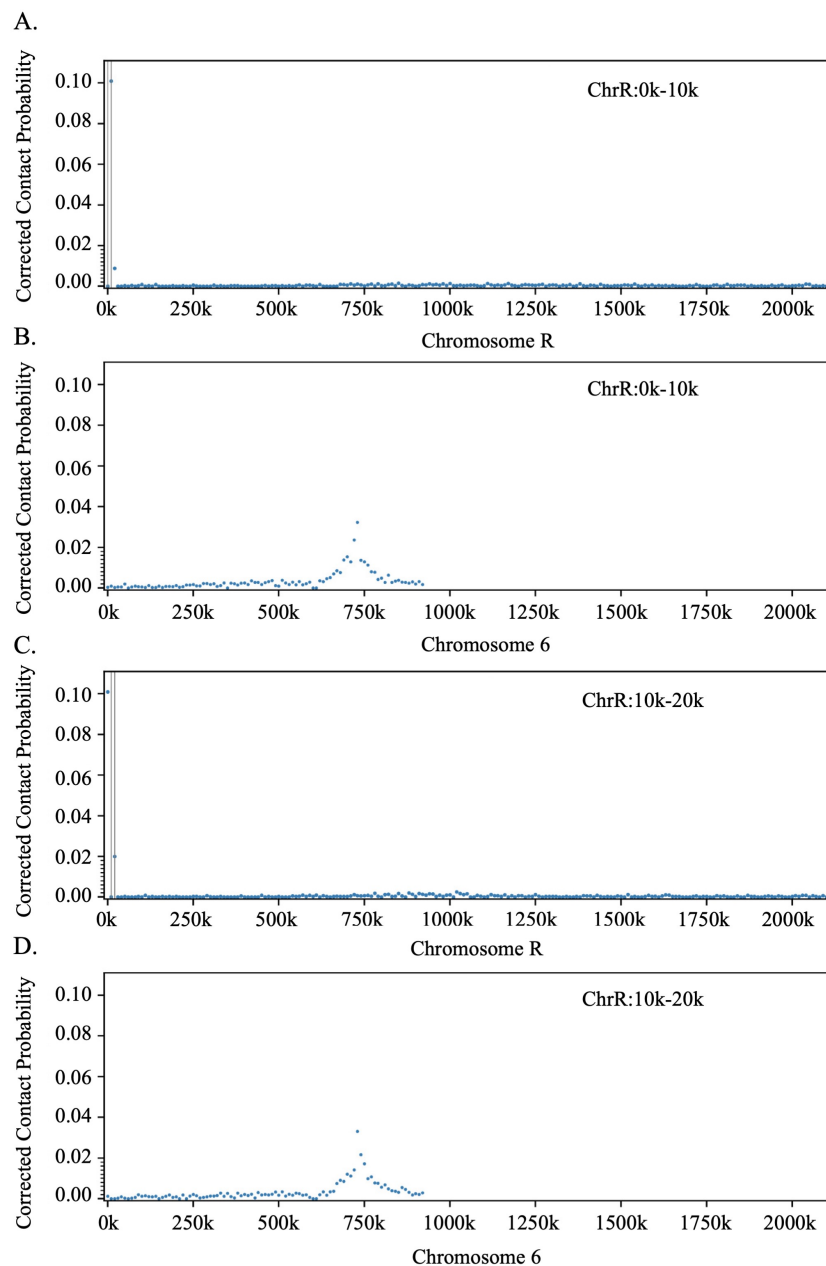 A.
Corrected Contact Probability
0.10
0.08
0.06
0.04
0.02
0.00
ChrR:0k-10k
0k 250k 500k 750k 1000k 1250k 1500k 1750k 2000k
Chromosome R
B.
Corrected Contact Probability
0.10
0.08
0.06
0.04
0.02
0.00
ChrR:0k-10k
0k 250k 500k 750k 1000k 1250k 1500k 1750k 2000k
Chromosome 6
C.
Corrected Contact Probability
0.10
0.08
0.06
0.04
0.02
0.00
ChrR:10k-20k
0k 250k 500k 750k 1000k 1250k 1500k 1750k 2000k
Chromosome R
D.
Corrected Contact Probability
0.10
0.08
0.06
0.04
0.02
0.00
ChrR:10k-20k
0k 250k 500k 750k 1000k 1250k 1500k 1750k 2000k
Chromosome 6